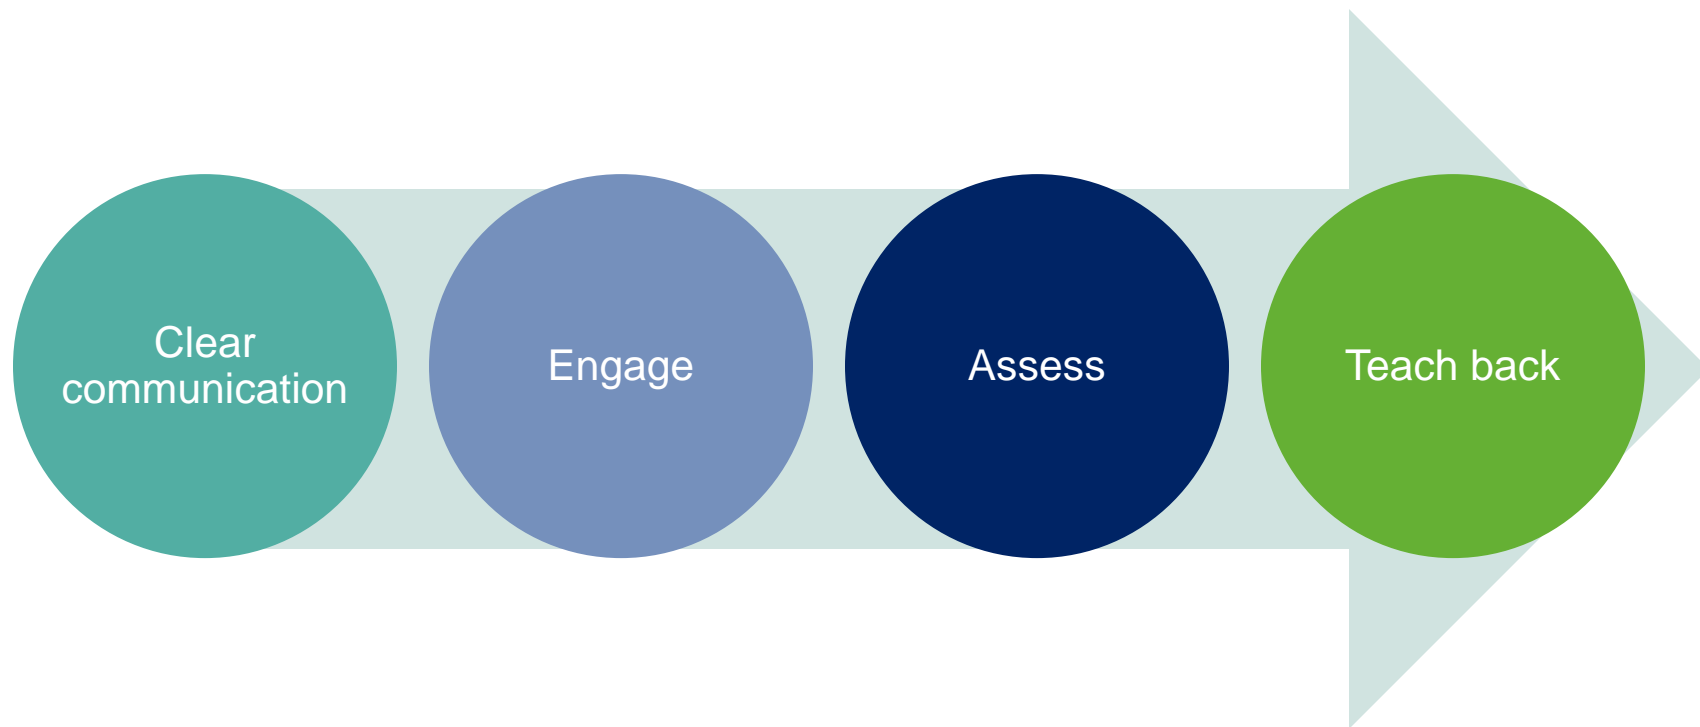 Clear
communication
Engage
Assess
Teach back